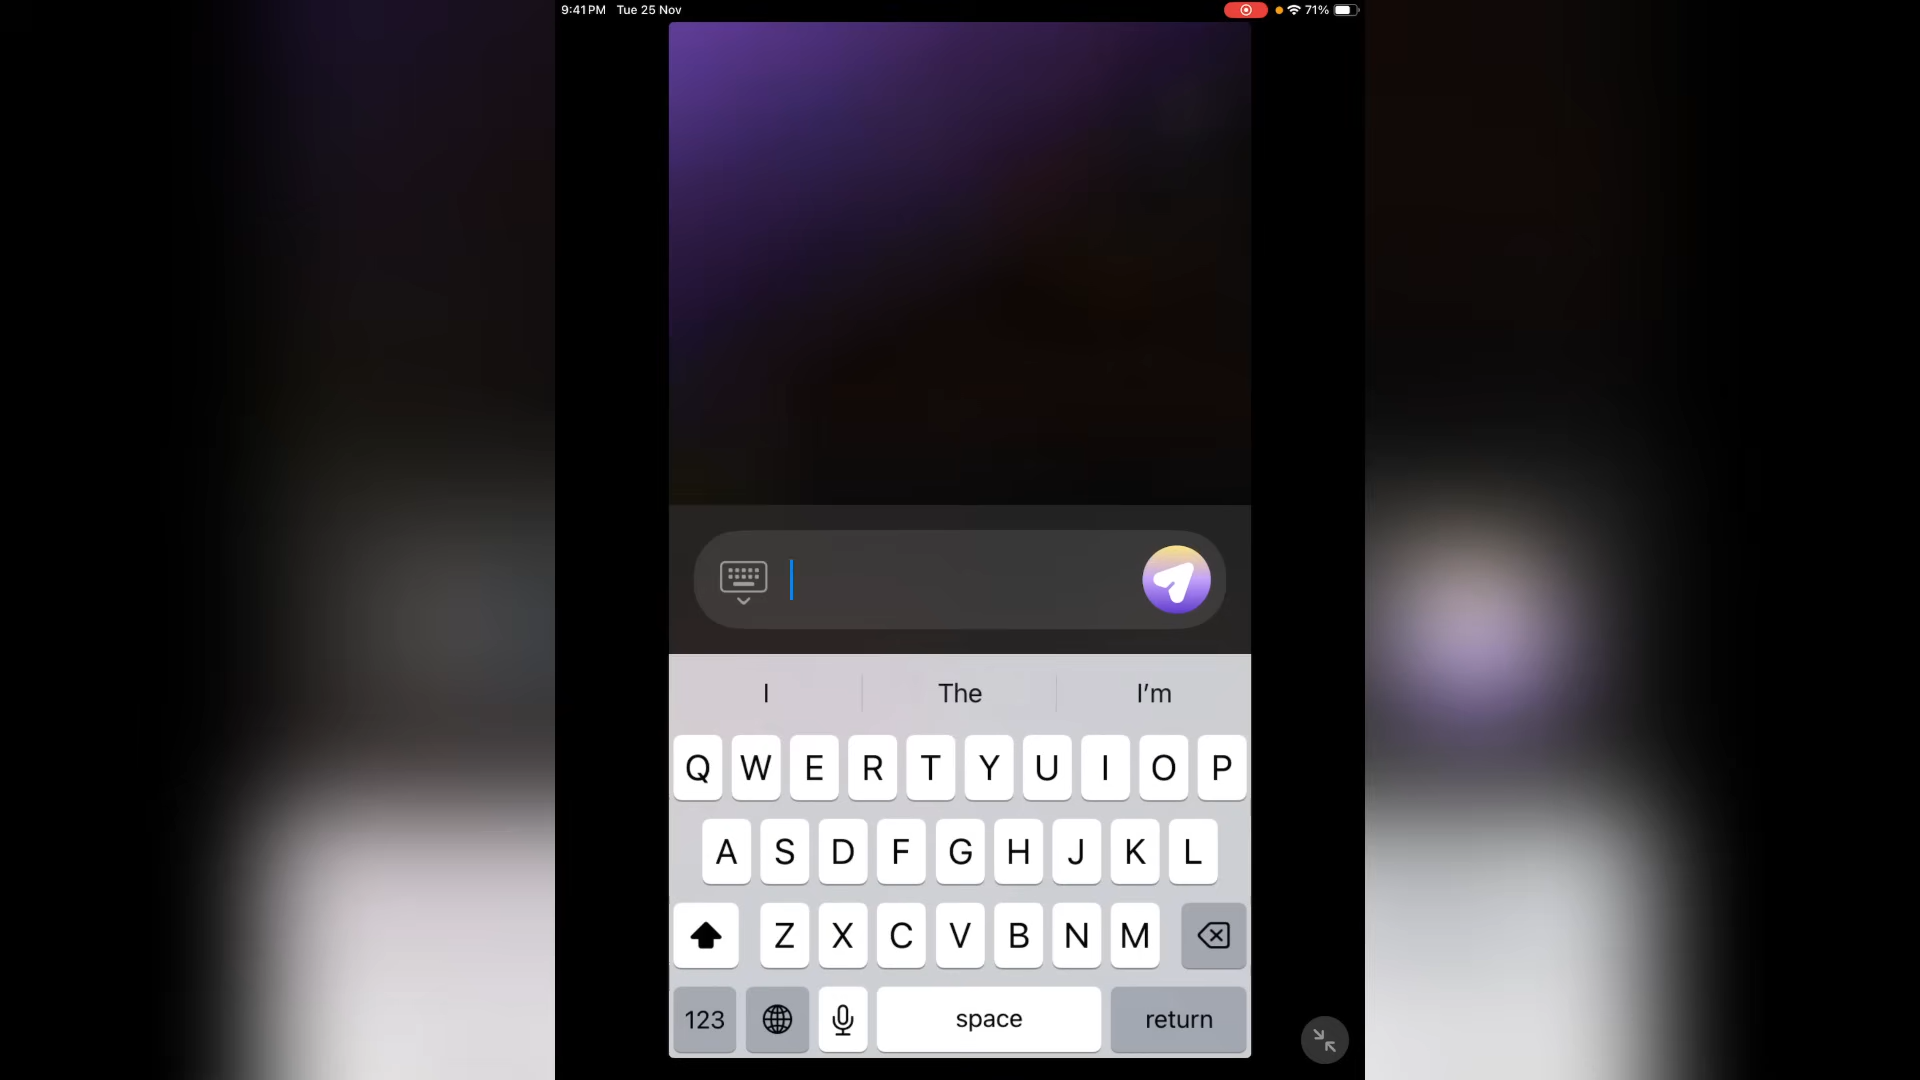 9:41 PM Tue 25 Nov 71%
I The I'm
Q W E R T Y U I O P
A S D F G H J K L
Z X C V B N M
123 space return